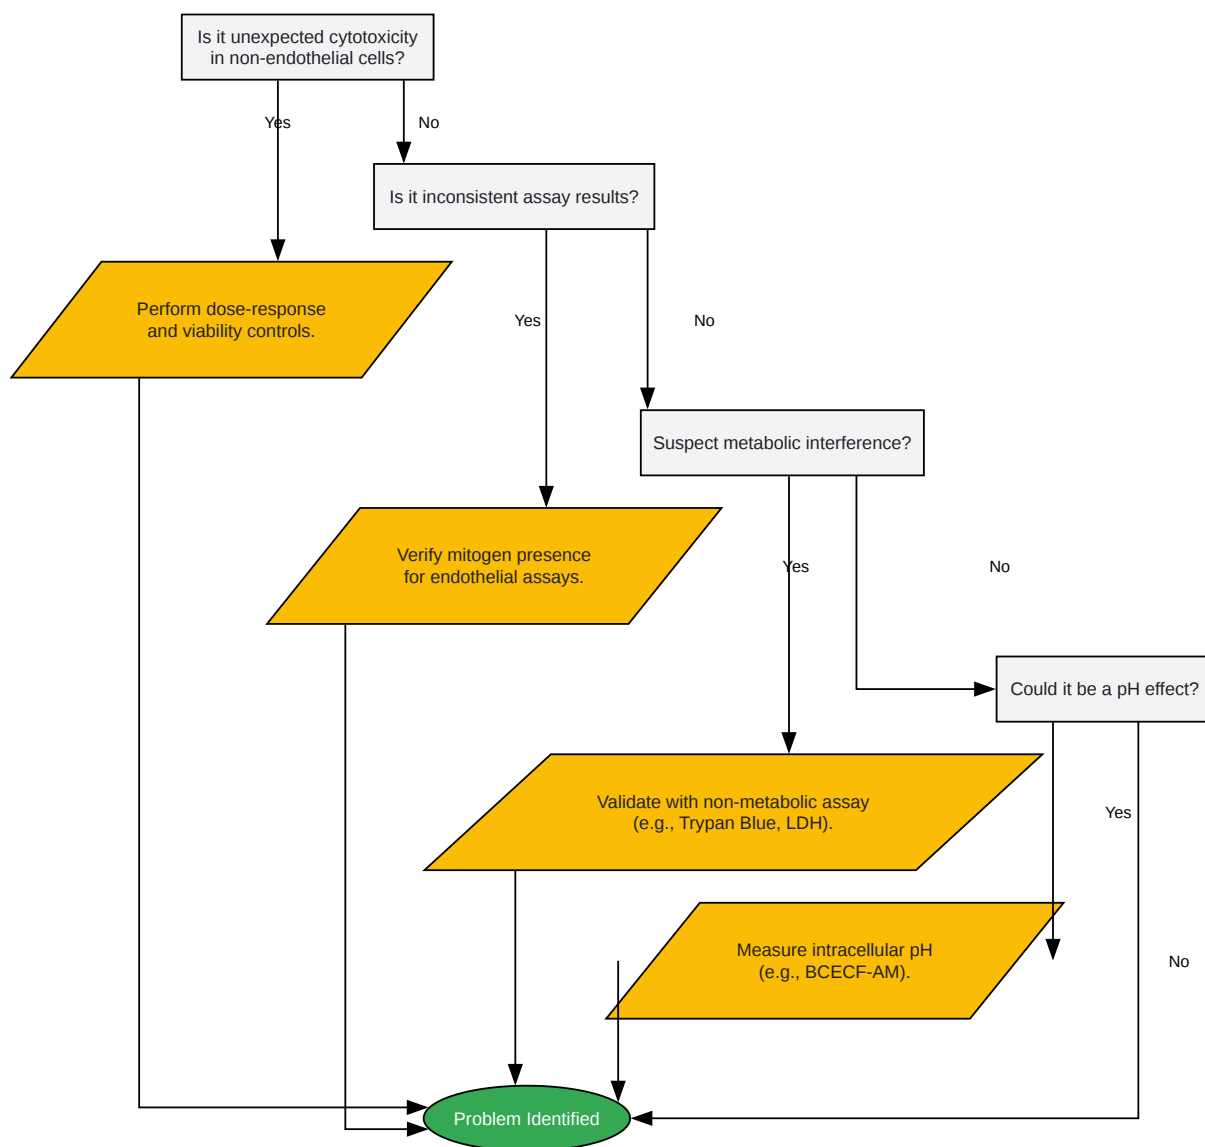 Is it unexpected cytotoxicity
in non-endothelial cells?
Yes
No
Is it inconsistent assay results?
Perform dose-response
and viability controls.
Yes
No
Suspect metabolic interference?
Verify mitogen presence
for endothelial assays.
Yes
No
Could it be a pH effect?
Validate with non-metabolic assay
(e.g., Trypan Blue, LDH).
Yes
Measure intracellular pH
(e.g., BCECF-AM).
No
Problem Identified